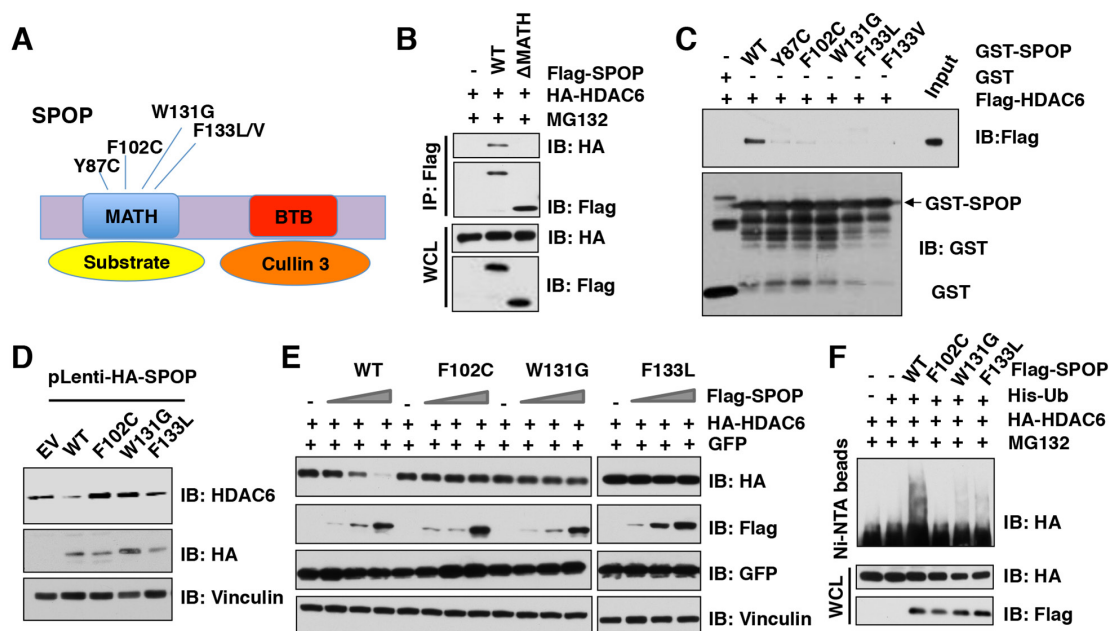 A
SPOP
Y87C
F102C
W131G
F133L/V
MATH
BTB
Substrate
Cullin 3
B
- WT ΔMATH Flag-SPOP
+ + + HA-HDAC6
+ + + MG132
IP: Flag
IB: HA
IB: Flag
WCL
IB: HA
IB: Flag
C
- WT Y87C F102C W131G F133L F133V GST-SPOP
+ - - - - - - GST
+ + + + + + + Flag-HDAC6
Input
IB:Flag
GST-SPOP
IB: GST
GST
D
pLenti-HA-SPOP
EV WT F102C W131G F133L
IB: HDAC6
IB: HA
IB: Vinculin
E
WT F102C W131G F133L
- - - - Flag-SPOP
+ + + + + + + + + + + + + + + + HA-HDAC6
+ + + + + + + + + + + + + + + + GFP
IB: HA
IB: Flag
IB: GFP
IB: Vinculin
F
- - WT F102C W131G F133L Flag-SPOP
- + + + + + His-Ub
+ + + + + + HA-HDAC6
+ + + + + + MG132
Ni-NTA beads
IB: HA
WCL
IB: HA
IB: Flag